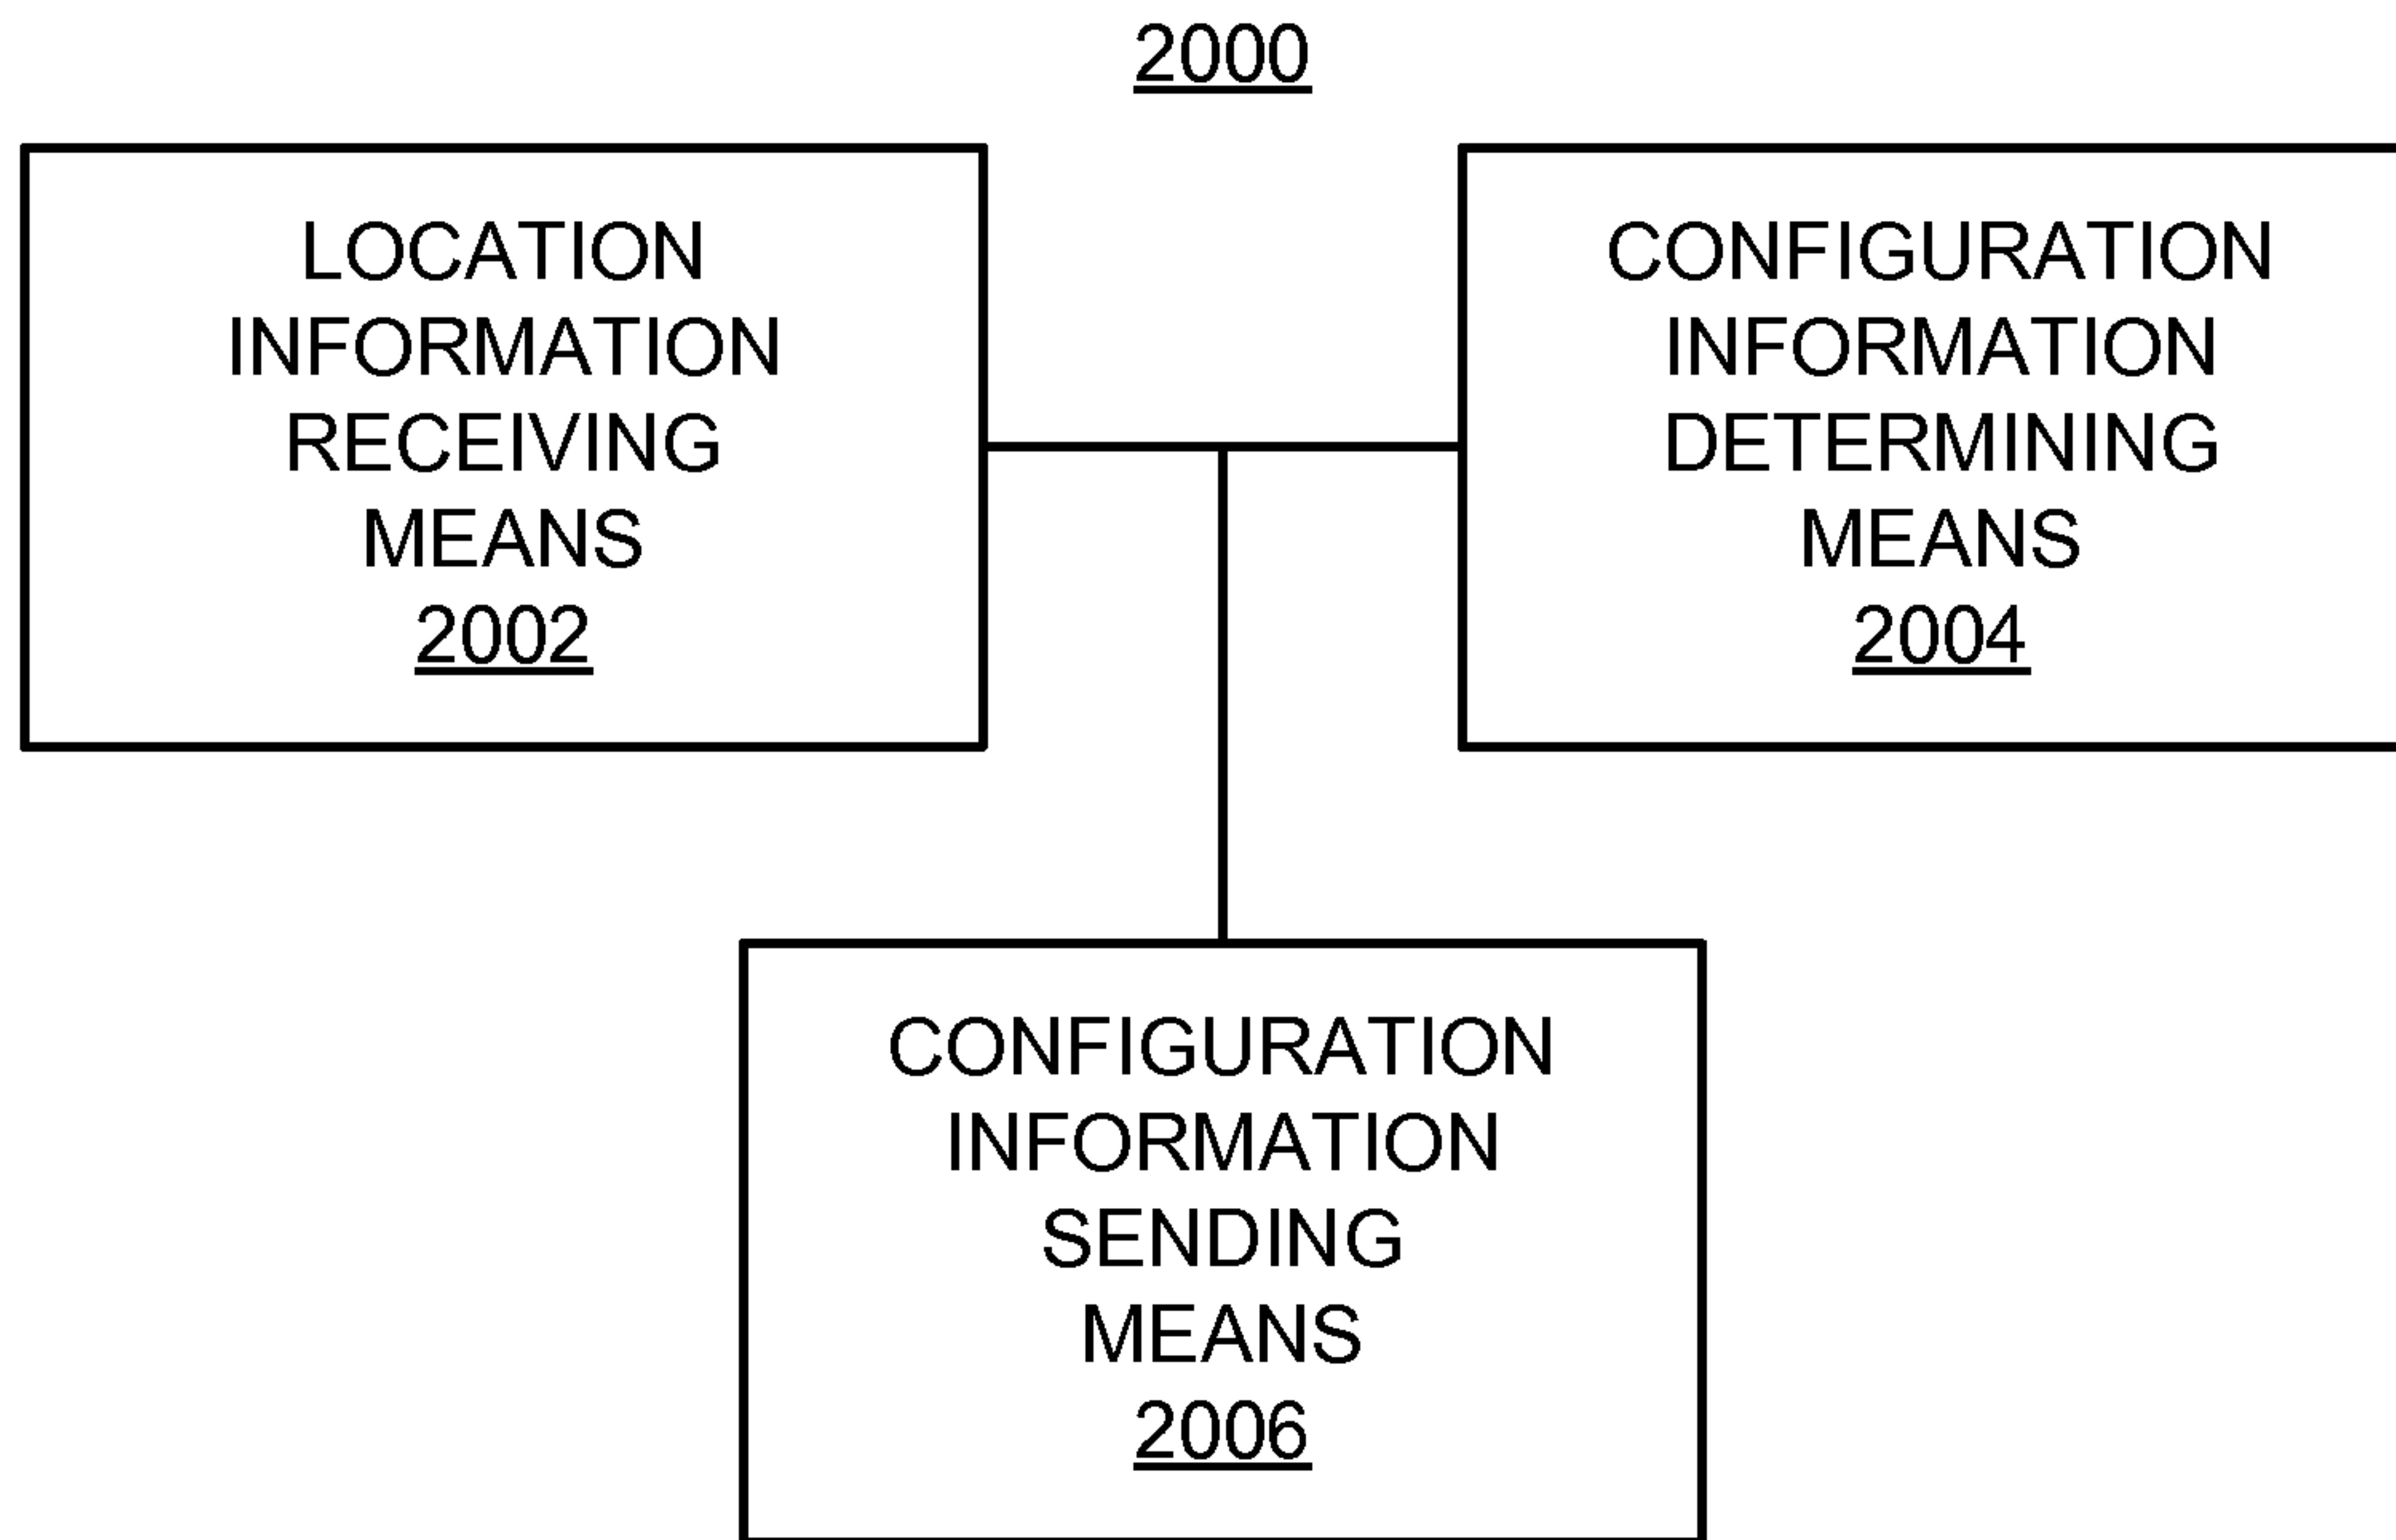 2000
LOCATION
INFORMATION
RECEIVING
MEANS
2002
CONFIGURATION
INFORMATION
DETERMINING
MEANS
2004
CONFIGURATION
INFORMATION
SENDING
MEANS
2006